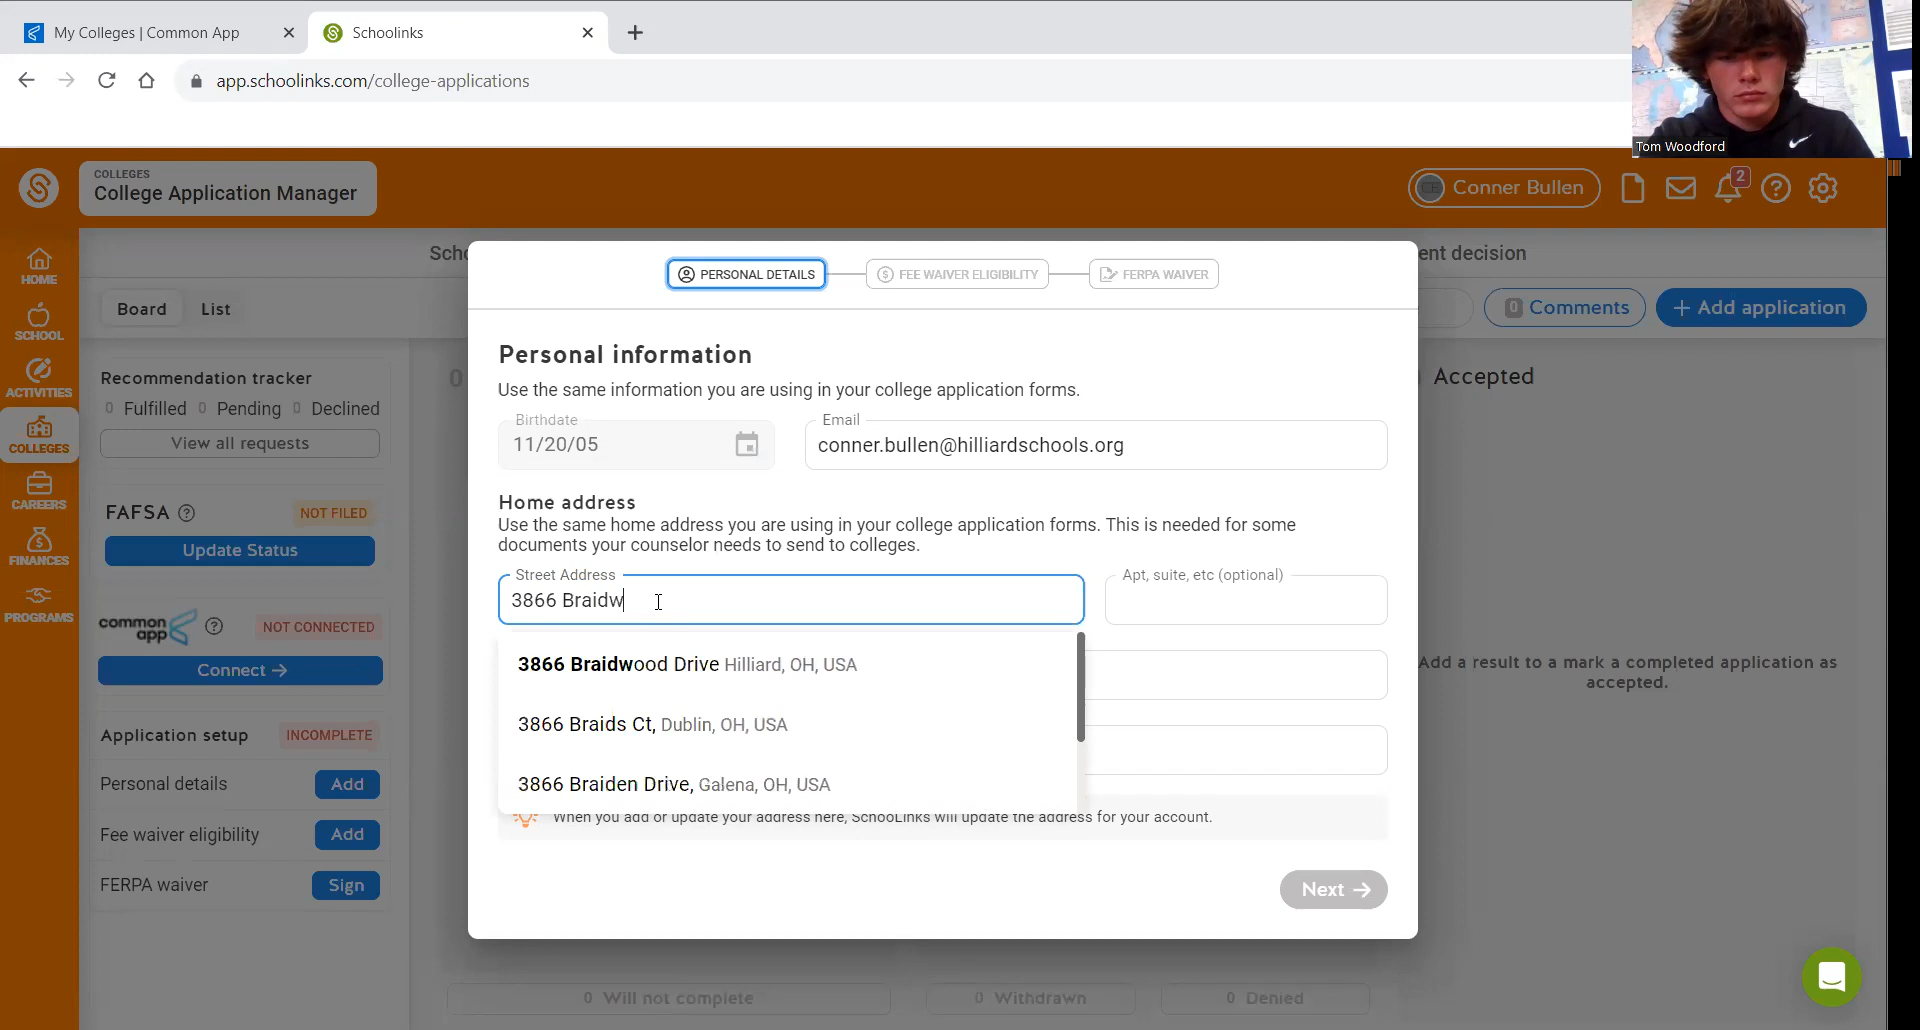 My Colleges | Common App
Schoolinks
app.schoolinks.com/college-applications
Tom Woodford
COLLEGES
College Application Manager
Conner Bullen
2
HOME
SCHOOL
ACTIVITIES
COLLEGES
CAREERS
FINANCES
PROGRAMS
Scho
ent decision
Board
List
0 Comments
+ Add application
Recommendation tracker
0 Fulfilled 0 Pending 0 Declined
View all requests
FAFSA ?
NOT FILED
Update Status
common app
?
NOT CONNECTED
Connect →
Application setup
INCOMPLETE
Personal details
Add
Fee waiver eligibility
Add
FERPA waiver
Sign
0
Accepted
Add a result to a mark a completed application as
accepted.
PERSONAL DETAILS
FEE WAIVER ELIGIBILITY
FERPA WAIVER
Personal information
Use the same information you are using in your college application forms.
Birthdate
11/20/05
Email
conner.bullen@hilliardschools.org
Home address
Use the same home address you are using in your college application forms. This is needed for some
documents your counselor needs to send to colleges.
Street Address
3866 Braidw
Apt, suite, etc (optional)
3866 Braidwood Drive Hilliard, OH, USA
3866 Braids Ct, Dublin, OH, USA
3866 Braiden Drive, Galena, OH, USA
When you add or update your address here, SchooLinks will update the address for your account.
Next →
0 Will not complete
0 Withdrawn
0 Denied